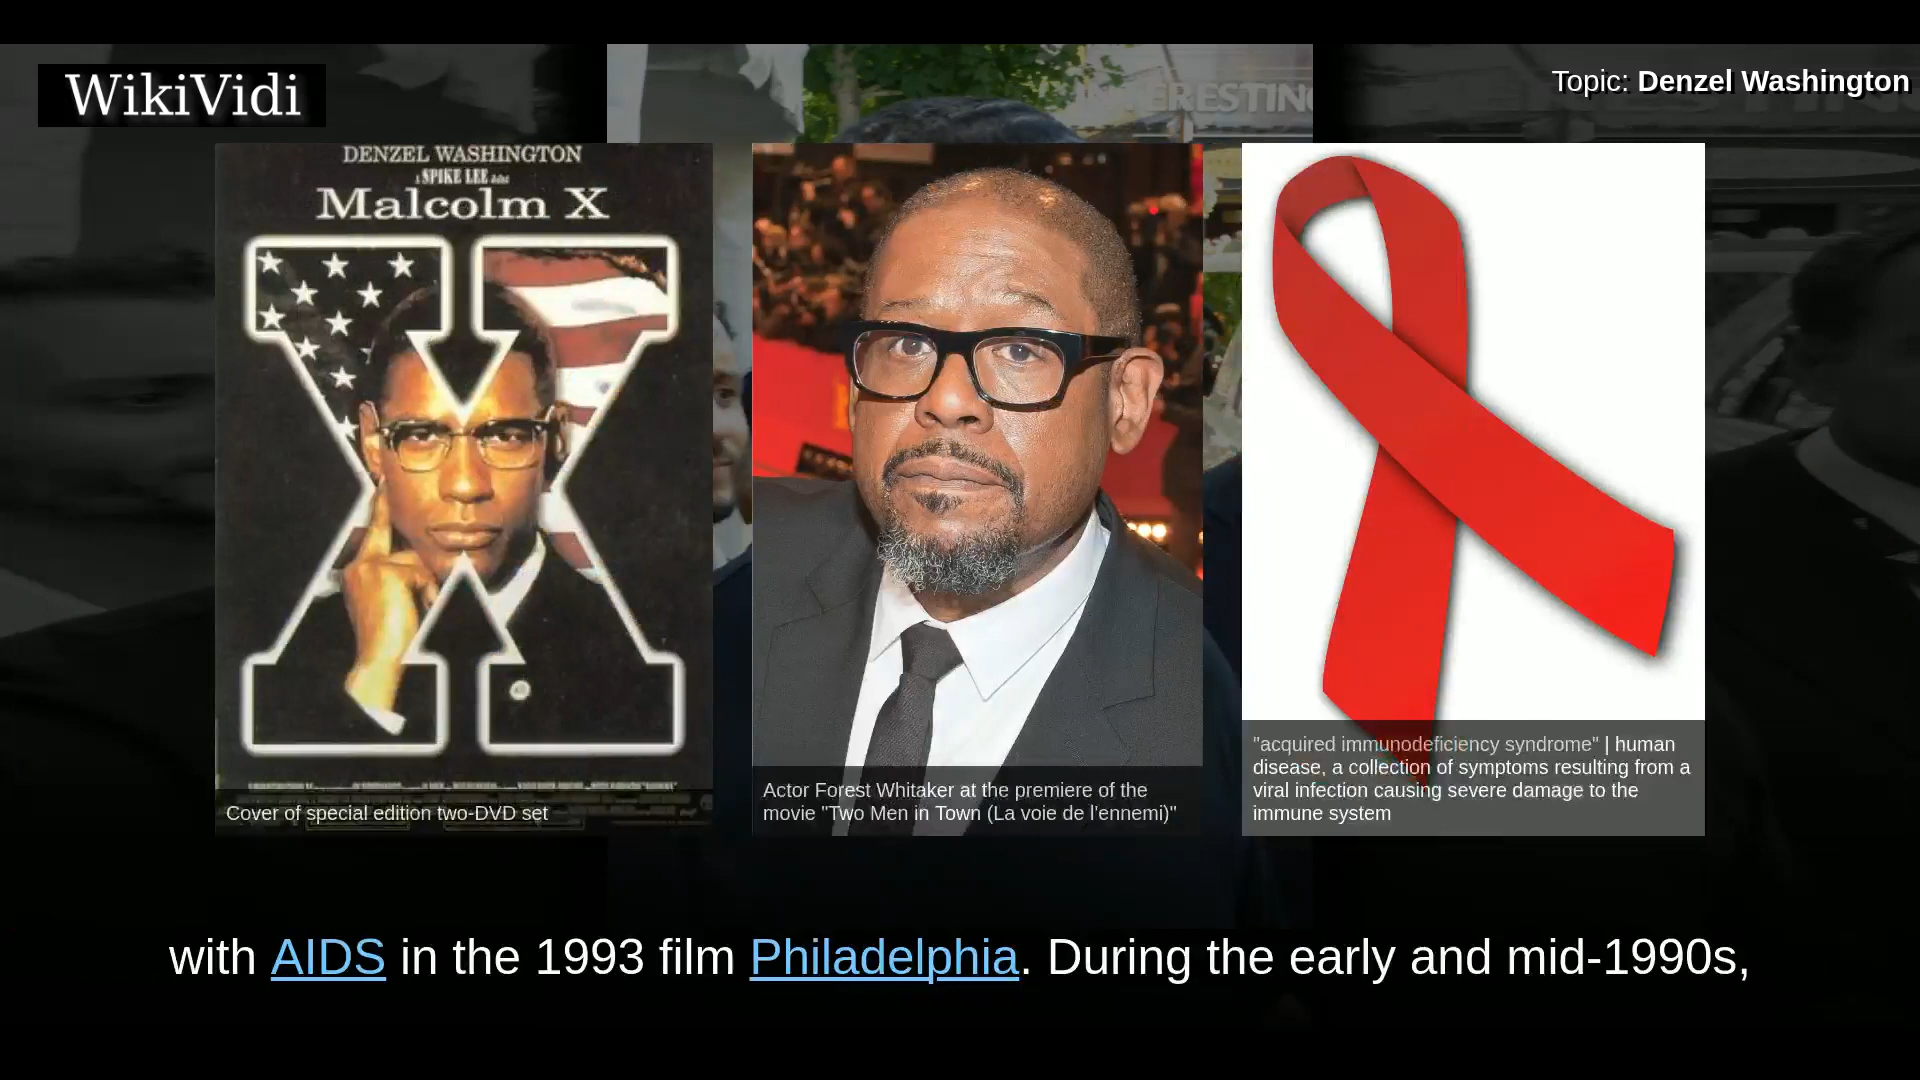 WikiVidi
Topic: Denzel Washington
INTERESTING
DENZEL WASHINGTON
A SPIKE LEE Joint
Malcolm X
Cover of special edition two-DVD set
Actor Forest Whitaker at the premiere of the
movie "Two Men in Town (La voie de l'ennemi)"
"acquired immunodeficiency syndrome" | human
disease, a collection of symptoms resulting from a
viral infection causing severe damage to the
immune system
with AIDS in the 1993 film Philadelphia. During the early and mid-1990s,